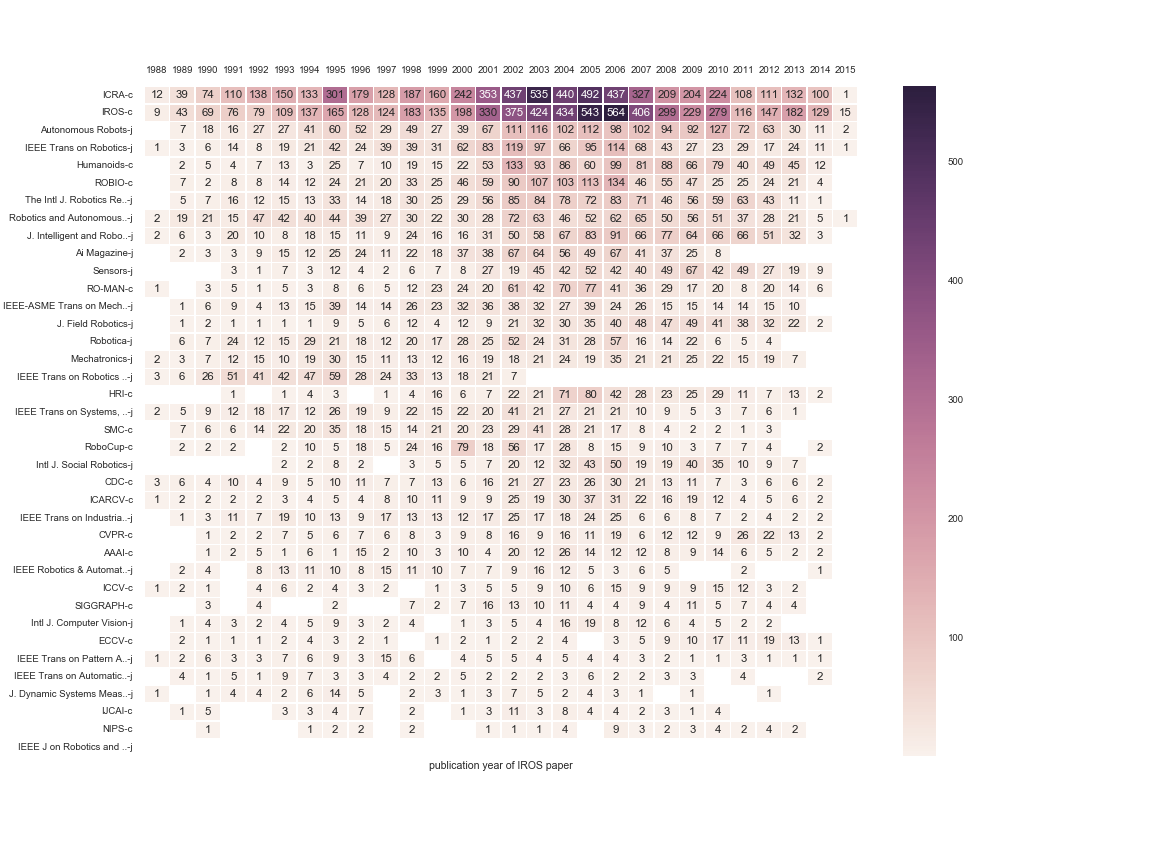 1988 1989 1990 1991 1992 1993 1994 1995 1996 1997 1998 1999 2000 2001 2002 2003 2004 2005 2006 2007 2008 2009 2010 2011 2012 2013 2014 2015
ICRA-c 12 39 74 110 138 150 133 301 179 128 187 160 242 353 437 535 440 492 437 327 209 204 224 108 111 132 100 1
IROS-c 9 43 69 76 79 109 137 165 128 124 183 135 198 330 375 424 434 543 564 406 299 229 279 116 147 182 129 15
Autonomous Robots-j 7 18 16 27 27 41 60 52 29 49 27 39 67 111 116 102 112 98 102 94 92 127 72 63 30 11 2
IEEE Trans on Robotics-j 1 3 6 14 8 19 21 42 24 39 39 31 62 83 119 97 66 95 114 68 43 27 23 29 17 24 11 1
Humanoids-c 2 5 4 7 13 3 25 7 10 19 15 22 53 133 93 86 60 99 81 88 66 79 40 49 45 12
ROBIO-c 7 2 8 8 14 12 24 21 20 33 25 46 59 90 107 103 113 134 46 55 47 25 25 24 21 4
The Intl J. Robotics Re..-j 5 7 16 12 15 13 33 14 18 30 25 29 56 85 84 78 72 83 71 46 56 59 63 43 11 1
Robotics and Autonomous..-j 2 19 21 15 47 42 40 44 39 27 30 22 30 28 72 63 46 52 62 65 50 56 51 37 28 21 5 1
J. Intelligent and Robo..-j 2 6 3 20 10 8 18 15 11 9 24 16 16 31 50 58 67 83 91 66 77 64 66 66 51 32 3
Ai Magazine-j 2 3 3 9 15 12 25 24 11 22 18 37 38 67 64 56 49 67 41 37 25 8
Sensors-j 3 1 7 3 12 4 2 6 7 8 27 19 45 42 52 42 40 49 67 42 49 27 19 9
RO-MAN-c 1 3 5 1 5 3 8 6 5 12 23 24 20 61 42 70 77 41 36 29 17 20 8 20 14 6
IEEE-ASME Trans on Mech..-j 1 6 9 4 13 15 39 14 14 26 23 32 36 38 32 27 39 24 26 15 15 14 14 15 10
J. Field Robotics-j 1 2 1 1 1 1 9 5 6 12 4 12 9 21 32 30 35 40 48 47 49 41 38 32 22 2
Robotica-j 6 7 24 12 15 29 21 18 12 20 17 28 25 52 24 31 28 57 16 14 22 6 5 4
Mechatronics-j 2 3 7 12 15 10 19 30 15 11 13 12 16 19 18 21 24 19 35 21 21 25 22 15 19 7
IEEE Trans on Robotics ..-j 3 6 26 51 41 42 47 59 28 24 33 13 18 21 7
HRI-c 1 1 4 3 1 4 16 6 7 22 23 71 80 42 28 23 25 29 11 7 13 2
IEEE Trans on Systems, ..-j 2 5 9 12 18 17 12 26 19 9 22 15 22 20 41 21 27 21 21 10 9 5 3 7 6 1
SMC-c 7 6 6 14 22 20 35 18 15 14 21 20 23 29 41 28 21 17 8 4 2 2 1 3
RoboCup-c 2 2 2 2 10 5 18 5 24 16 79 18 56 17 28 8 15 9 10 3 7 7 4 2
Intl J. Social Robotics-j 2 2 8 2 3 5 5 7 20 12 32 43 50 19 19 40 35 10 9 7
CDC-c 3 6 4 10 4 9 5 10 11 7 7 13 6 16 21 27 23 26 30 21 13 11 7 3 6 6 2
ICARCV-c 1 2 2 2 2 3 4 5 4 8 10 11 9 9 25 19 30 37 31 22 16 19 12 4 5 6 2
IEEE Trans on Industria..-j 1 3 11 7 19 10 13 9 17 13 13 12 17 25 17 18 24 25 6 6 8 7 2 4 2 2
CVPR-c 1 2 2 7 5 6 7 6 8 3 9 8 16 9 16 11 19 6 12 12 9 26 22 13 2
AAAI-c 1 2 5 1 6 1 15 2 10 3 10 4 20 12 26 14 12 12 8 9 14 6 5 2 2
IEEE Robotics & Automat..-j 2 4 8 13 11 10 8 15 11 10 7 7 9 16 12 5 3 6 5 2 1
ICCV-c 1 2 1 4 6 2 4 3 2 1 3 5 5 9 10 6 15 9 9 9 15 12 3 2
SIGGRAPH-c 3 4 2 7 2 7 16 13 10 11 4 4 9 4 11 5 7 4 4
Intl J. Computer Vision-j 1 4 3 2 4 5 9 3 2 4 1 3 5 4 16 19 8 12 6 4 5 2 2
ECCV-c 2 1 1 1 2 4 3 2 1 1 2 1 2 2 4 3 5 9 10 17 11 19 13 1
IEEE Trans on Pattern A..-j 1 2 6 3 3 7 6 9 3 15 6 4 5 5 4 5 4 4 3 2 1 1 3 1 1 1
IEEE Trans on Automatic..-j 4 1 5 1 9 7 3 3 4 2 2 5 2 2 2 3 6 2 2 3 3 4 2
J. Dynamic Systems Meas..-j 1 1 4 4 2 6 14 5 2 3 1 3 7 5 2 4 3 1 1 1
IJCAI-c 1 5 3 3 4 7 2 1 3 11 3 8 4 4 2 3 1 4
NIPS-c 1 1 2 2 2 1 1 1 4 9 3 2 3 4 2 4 2
IEEE J on Robotics and ..-j
publication year of IROS paper
500
400
300
200
100